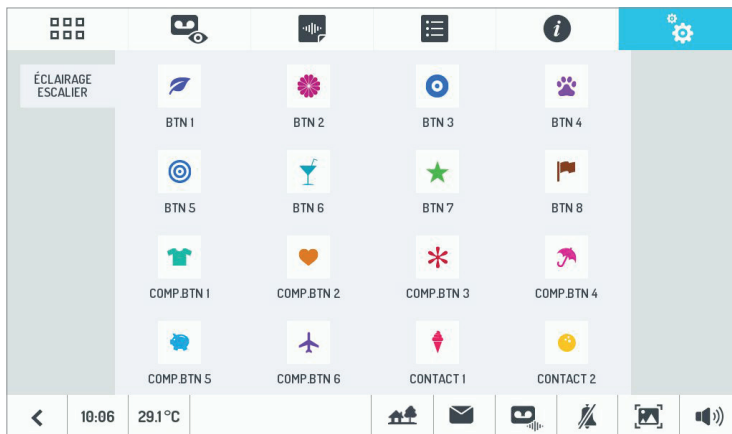 ÉCLAIRAGE
ESCALIER
BTN 1
BTN 2
BTN 3
BTN 4
BTN 5
BTN 6
BTN 7
BTN 8
COMP.BTN 1
COMP.BTN 2
COMP.BTN 3
COMP.BTN 4
COMP.BTN 5
COMP.BTN 6
CONTACT 1
CONTACT 2
10:06
29.1°C